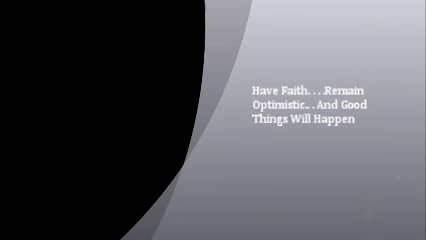 Have Faith. . . .Remain
Optimistic.. . And Good
Things Will Happen